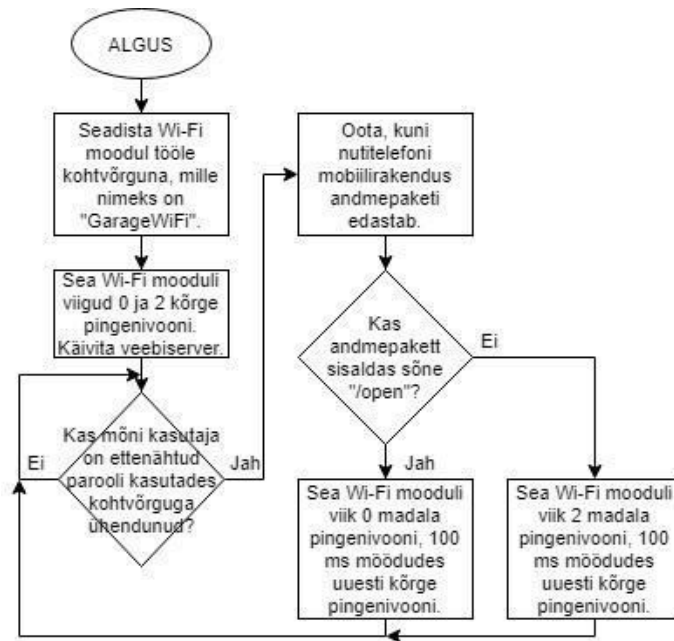 ALGUS
Seadista Wi-Fi
moodul tööle
kohtvõrguna, mille
nimeks on
"GarageWiFi".
Sea Wi-Fi mooduli
viigud 0 ja 2 kõrge
pingenivooni.
Käivita veebiserver.
Kas mõni kasutaja
on ettenähtud
parooli kasutades
kohtvõrguga
ühendunud?
Ei
Jah
Oota, kuni
nutitelefoni
mobiilirakendus
andmepaketi
edastab.
Kas
andmepakett
sisaldas sõne
"/open"?
Ei
Jah
Sea Wi-Fi mooduli
viik 0 madala
pingenivooni, 100
ms möödudes
uuesti kõrge
pingenivooni.
Sea Wi-Fi mooduli
viik 2 madala
pingenivooni, 100
ms möödudes
uuesti kõrge
pingenivooni.